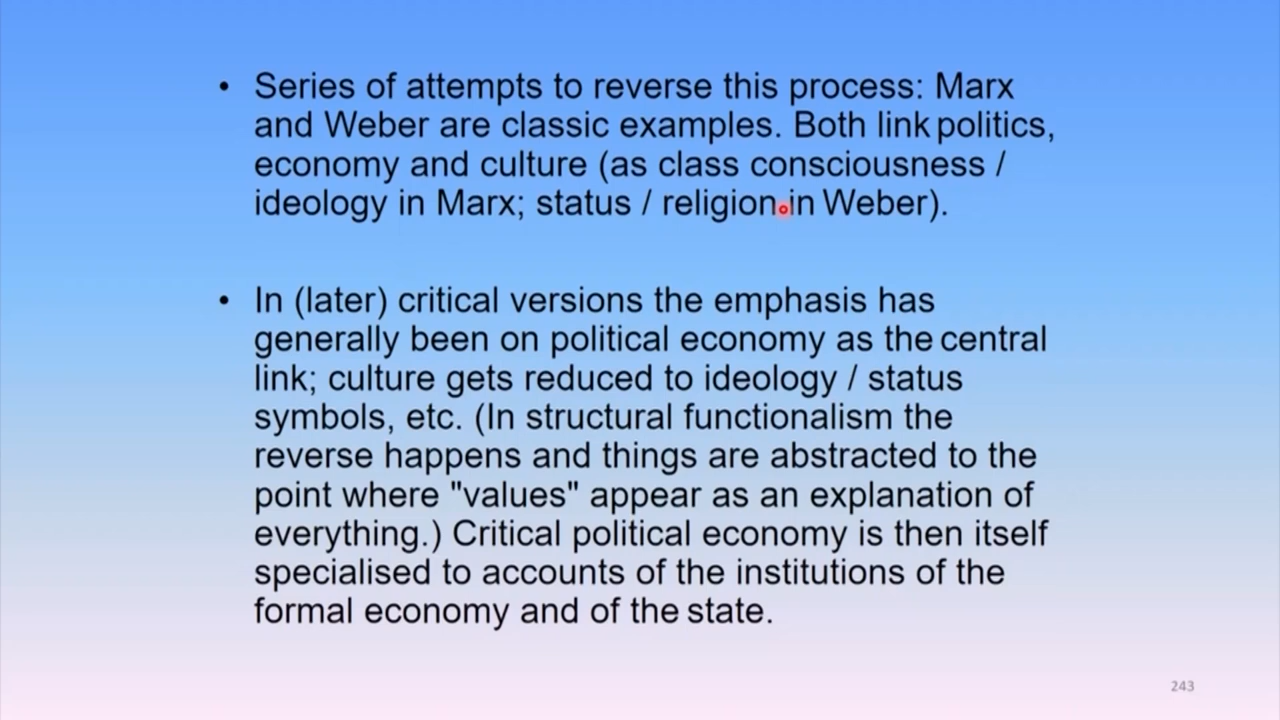 • Series of attempts to reverse this process: Marx
and Weber are classic examples. Both link politics,
economy and culture (as class consciousness /
ideology in Marx; status / religion in Weber).
• In (later) critical versions the emphasis has
generally been on political economy as the central
link; culture gets reduced to ideology / status
symbols, etc. (In structural functionalism the
reverse happens and things are abstracted to the
point where "values" appear as an explanation of
everything.) Critical political economy is then itself
specialised to accounts of the institutions of the
formal economy and of the state.
243